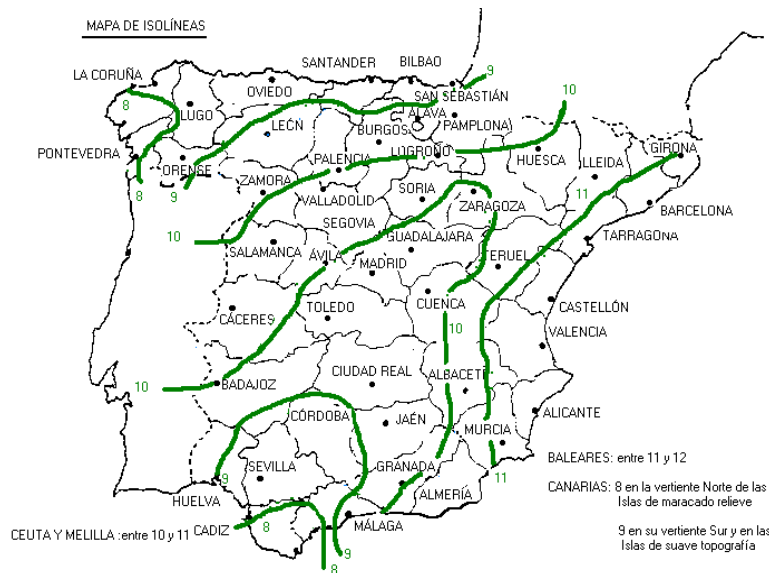 MAPA DE ISOLÍNEAS
SANTANDER BILBAO 9
LA CORUÑA OVIEDO SAN SEBASTIÁN 10
8 LUGO LEÓN BURGOS ÁLAVA PAMPLONA
PONTEVEDRA ORENSE PALENCIA LOGROÑO HUESCA LLEIDA GIRONA
8 9 ZAMORA VALLADOLID SORIA ZARAGOZA 11 BARCELONA
10 SALAMANCA SEGOVIA GUADALAJARA TARRAGONA
ÁVILA MADRID TERUEL
CÁCERES TOLEDO CUENCA CASTELLÓN
10 VALENCIA
10 BADAJOZ CIUDAD REAL ALBACETE
CÓRDOBA JAÉN MURCIA ALICANTE
9 SEVILLA GRANADA 11
HUELVA ALMERÍA
CADIZ 8 MÁLAGA
9
8
BALEARES: entre 11 y 12
CANARIAS: 8 en la vertiente Norte de las
Islas de maracado relieve
9 en su vertiente Sur y en las
Islas de suave topografía
CEUTA Y MELILLA :entre 10 y 11